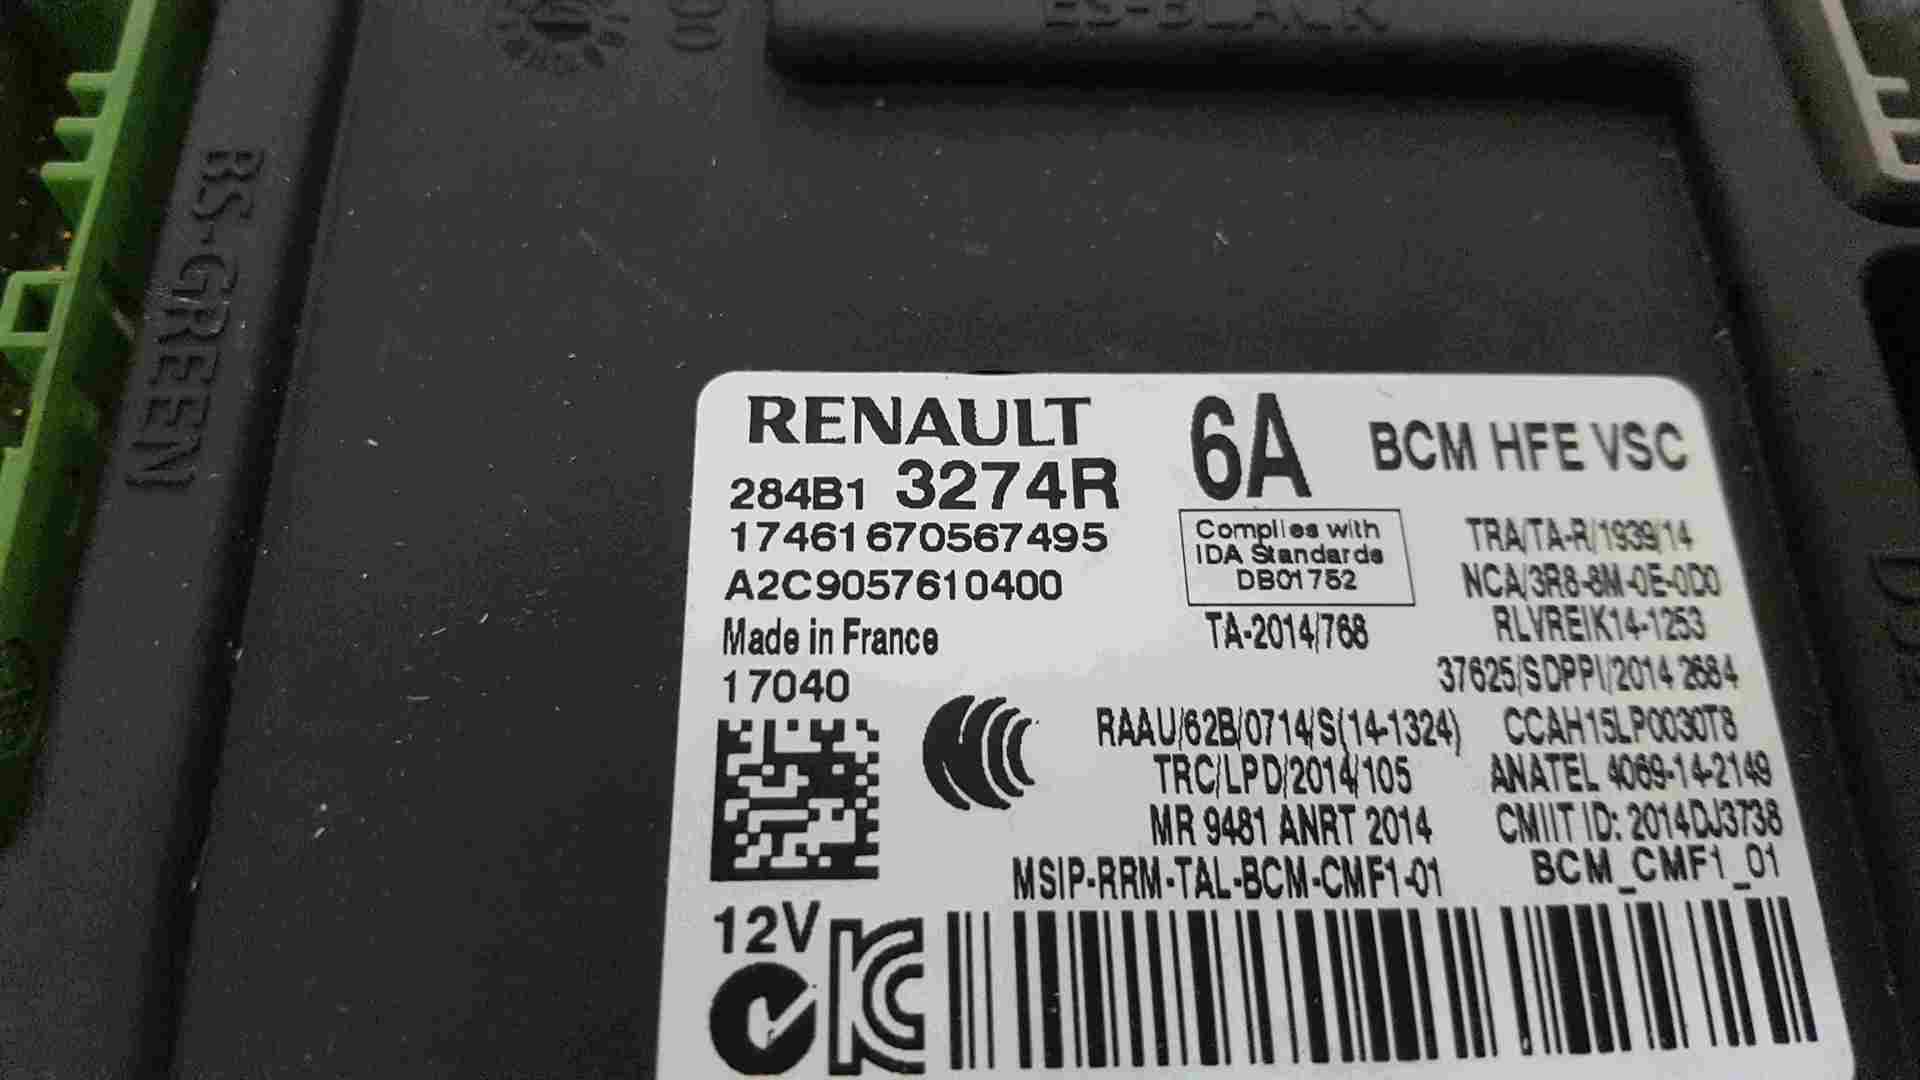 ES-BLACK
BS-GREEN
RENAULT
6A
BCM HFE VSC
284B1 3274R
17461670567495
A2C9057610400
Made in France
17040
Complies with
IDA Standards
DB01752
TA-2014/768
TRA/TA-R/1939/14
NCA/3R8-8M-0E-0D0
RLVREIK14-1253
37625/SDPPI/2014 2684
RAAU/62B/0714/S(14-1324)
CCAH15LP0030T8
TRC/LPD/2014/105
ANATEL 4069-14-2149
MR 9481 ANRT 2014
CMIIT ID: 2014DJ3738
MSIP-RRM-TAL-BCM-CMF1-01
BCM_CMF1_01
12V